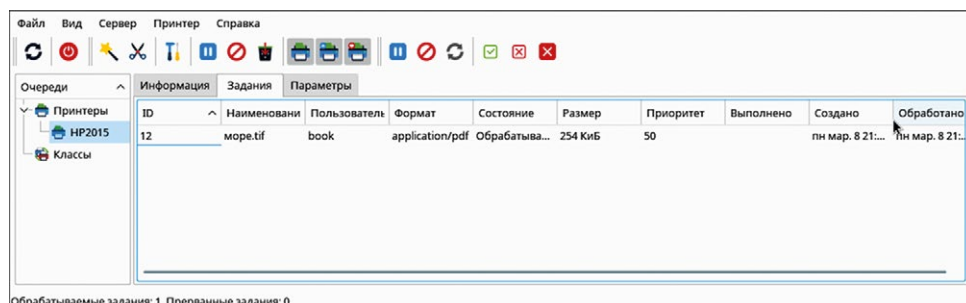 Файл Вид Сервер Принтер Справка
Очереди
Принтеры
HP2015
Классы
Информация Задания Параметры
ID Наименовани Пользователь Формат Состояние Размер Приоритет Выполнено Создано Обработано
12 море.tif book application/pdf Обрабатыва... 254 КиБ 50 пн мар. 8 21:... пн мар. 8 21:...
Обрабатываемые задания: 1, Прерванные задания: 0